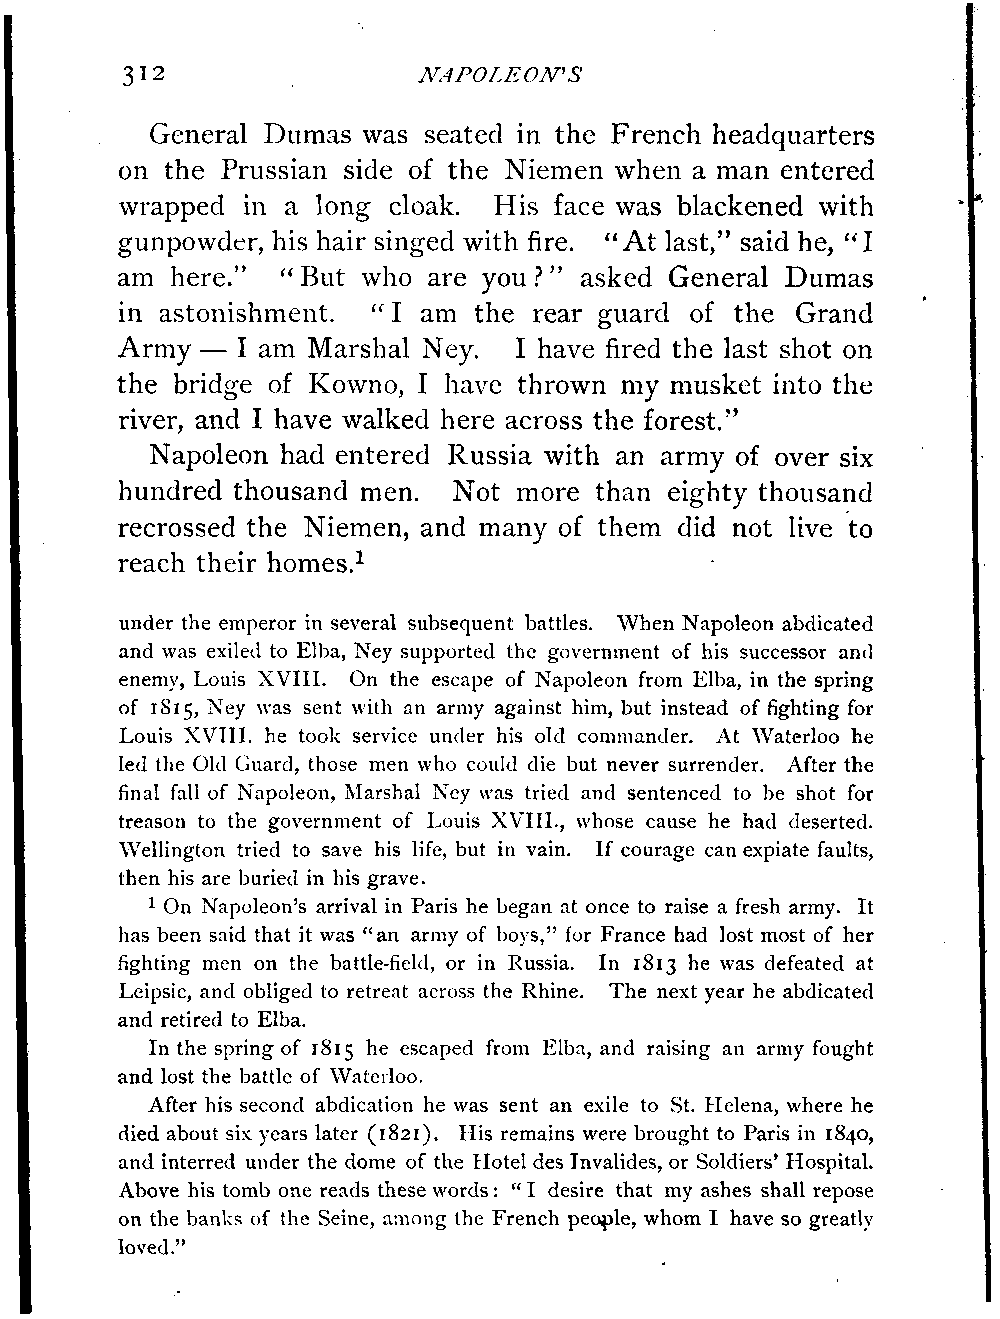 312 NAPOLEON'S
General Dumas was seated in the French headquarters
on the Prussian side of the Niemen when a man entered
wrapped in a long cloak. His face was blackened with
gunpowder, his hair singed with fire. "At last," said he, "I
am here." "But who are you?" asked General Dumas
in astonishment. "I am the rear guard of the Grand
Army — I am Marshal Ney. I have fired the last shot on
the bridge of Kowno, I have thrown my musket into the
river, and I have walked here across the forest."
Napoleon had entered Russia with an army of over six
hundred thousand men. Not more than eighty thousand
recrossed the Niemen, and many of them did not live to
reach their homes.¹
under the emperor in several subsequent battles. When Napoleon abdicated
and was exiled to Elba, Ney supported the government of his successor and
enemy, Louis XVIII. On the escape of Napoleon from Elba, in the spring
of 1815, Ney was sent with an army against him, but instead of fighting for
Louis XVIII. he took service under his old commander. At Waterloo he
led the Old Guard, those men who could die but never surrender. After the
final fall of Napoleon, Marshal Ney was tried and sentenced to be shot for
treason to the government of Louis XVIII., whose cause he had deserted.
Wellington tried to save his life, but in vain. If courage can expiate faults,
then his are buried in his grave.
¹ On Napoleon's arrival in Paris he began at once to raise a fresh army. It
has been said that it was "an army of boys," for France had lost most of her
fighting men on the battle-field, or in Russia. In 1813 he was defeated at
Leipsic, and obliged to retreat across the Rhine. The next year he abdicated
and retired to Elba.
In the spring of 1815 he escaped from Elba, and raising an army fought
and lost the battle of Waterloo.
After his second abdication he was sent an exile to St. Helena, where he
died about six years later (1821). His remains were brought to Paris in 1840,
and interred under the dome of the Hotel des Invalides, or Soldiers' Hospital.
Above his tomb one reads these words: "I desire that my ashes shall repose
on the banks of the Seine, among the French people, whom I have so greatly
loved."